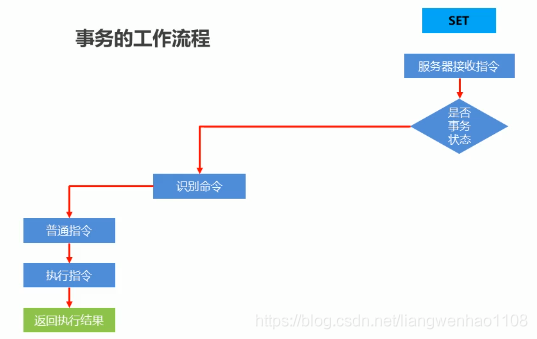 SET
事务的工作流程
服务器接收指令
是否
事务
状态
识别命令
普通指令
执行指令
返回执行结果
https://blog.csdn.net/liangwenhao1108